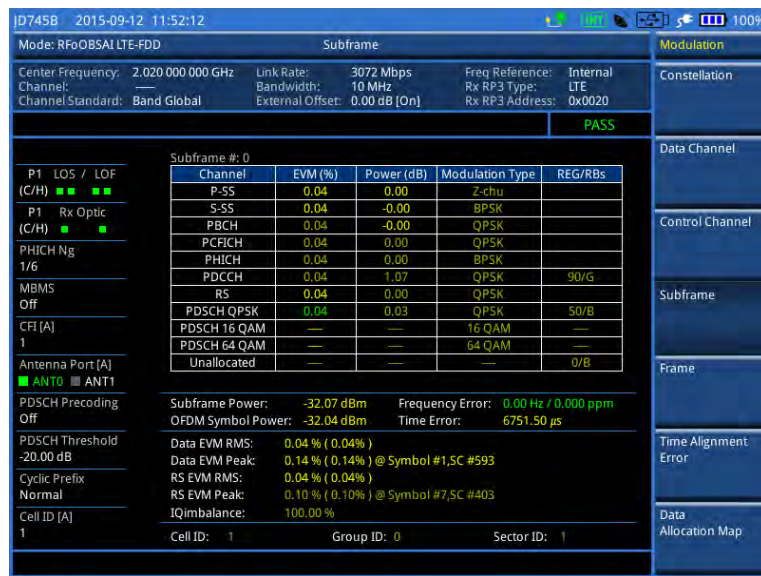 JD745B 2015-09-12 11:52:12 INT 100%
Mode: RFoOBSAI LTE-FDD Subframe
Modulation
Center Frequency: 2.020 000 000 GHz Link Rate: 3072 Mbps Freq Reference: Internal
Channel: — Bandwidth: 10 MHz Rx RP3 Type: LTE
Channel Standard: Band Global External Offset: 0.00 dB [On] Rx RP3 Address: 0x0020
PASS
P1 LOS / LOF
(C/H)
P1 Rx Optic
(C/H)
PHICH Ng
1/6
MBMS
Off
CFI [A]
1
Antenna Port [A]
ANT0 ANT1
PDSCH Precoding
Off
PDSCH Threshold
-20.00 dB
Cyclic Prefix
Normal
Cell ID [A]
1
Subframe #: 0
Channel EVM (%) Power (dB) Modulation Type REG/RBs
P-SS 0.04 0.00 Z-chu
S-SS 0.04 -0.00 BPSK
PBCH 0.04 -0.00 QPSK
PCFICH 0.04 0.00 QPSK
PHICH 0.04 0.00 BPSK
PDCCH 0.04 1.07 QPSK 90/G
RS 0.04 0.00 QPSK
PDSCH QPSK 0.04 0.03 QPSK 50/B
PDSCH 16 QAM — — 16 QAM —
PDSCH 64 QAM — — 64 QAM —
Unallocated — — — 0/B
Subframe Power: -32.07 dBm Frequency Error: 0.00 Hz / 0.000 ppm
OFDM Symbol Power: -32.04 dBm Time Error: 6751.50 µs
Data EVM RMS: 0.04 % ( 0.04% )
Data EVM Peak: 0.14 % ( 0.14% ) @ Symbol #1,SC #593
RS EVM RMS: 0.04 % ( 0.04% )
RS EVM Peak: 0.10 % ( 0.10% ) @ Symbol #7,SC #403
IQimbalance: 100.00 %
Cell ID: 1 Group ID: 0 Sector ID: 1
Constellation
Data Channel
Control Channel
Subframe
Frame
Time Alignment
Error
Data
Allocation Map